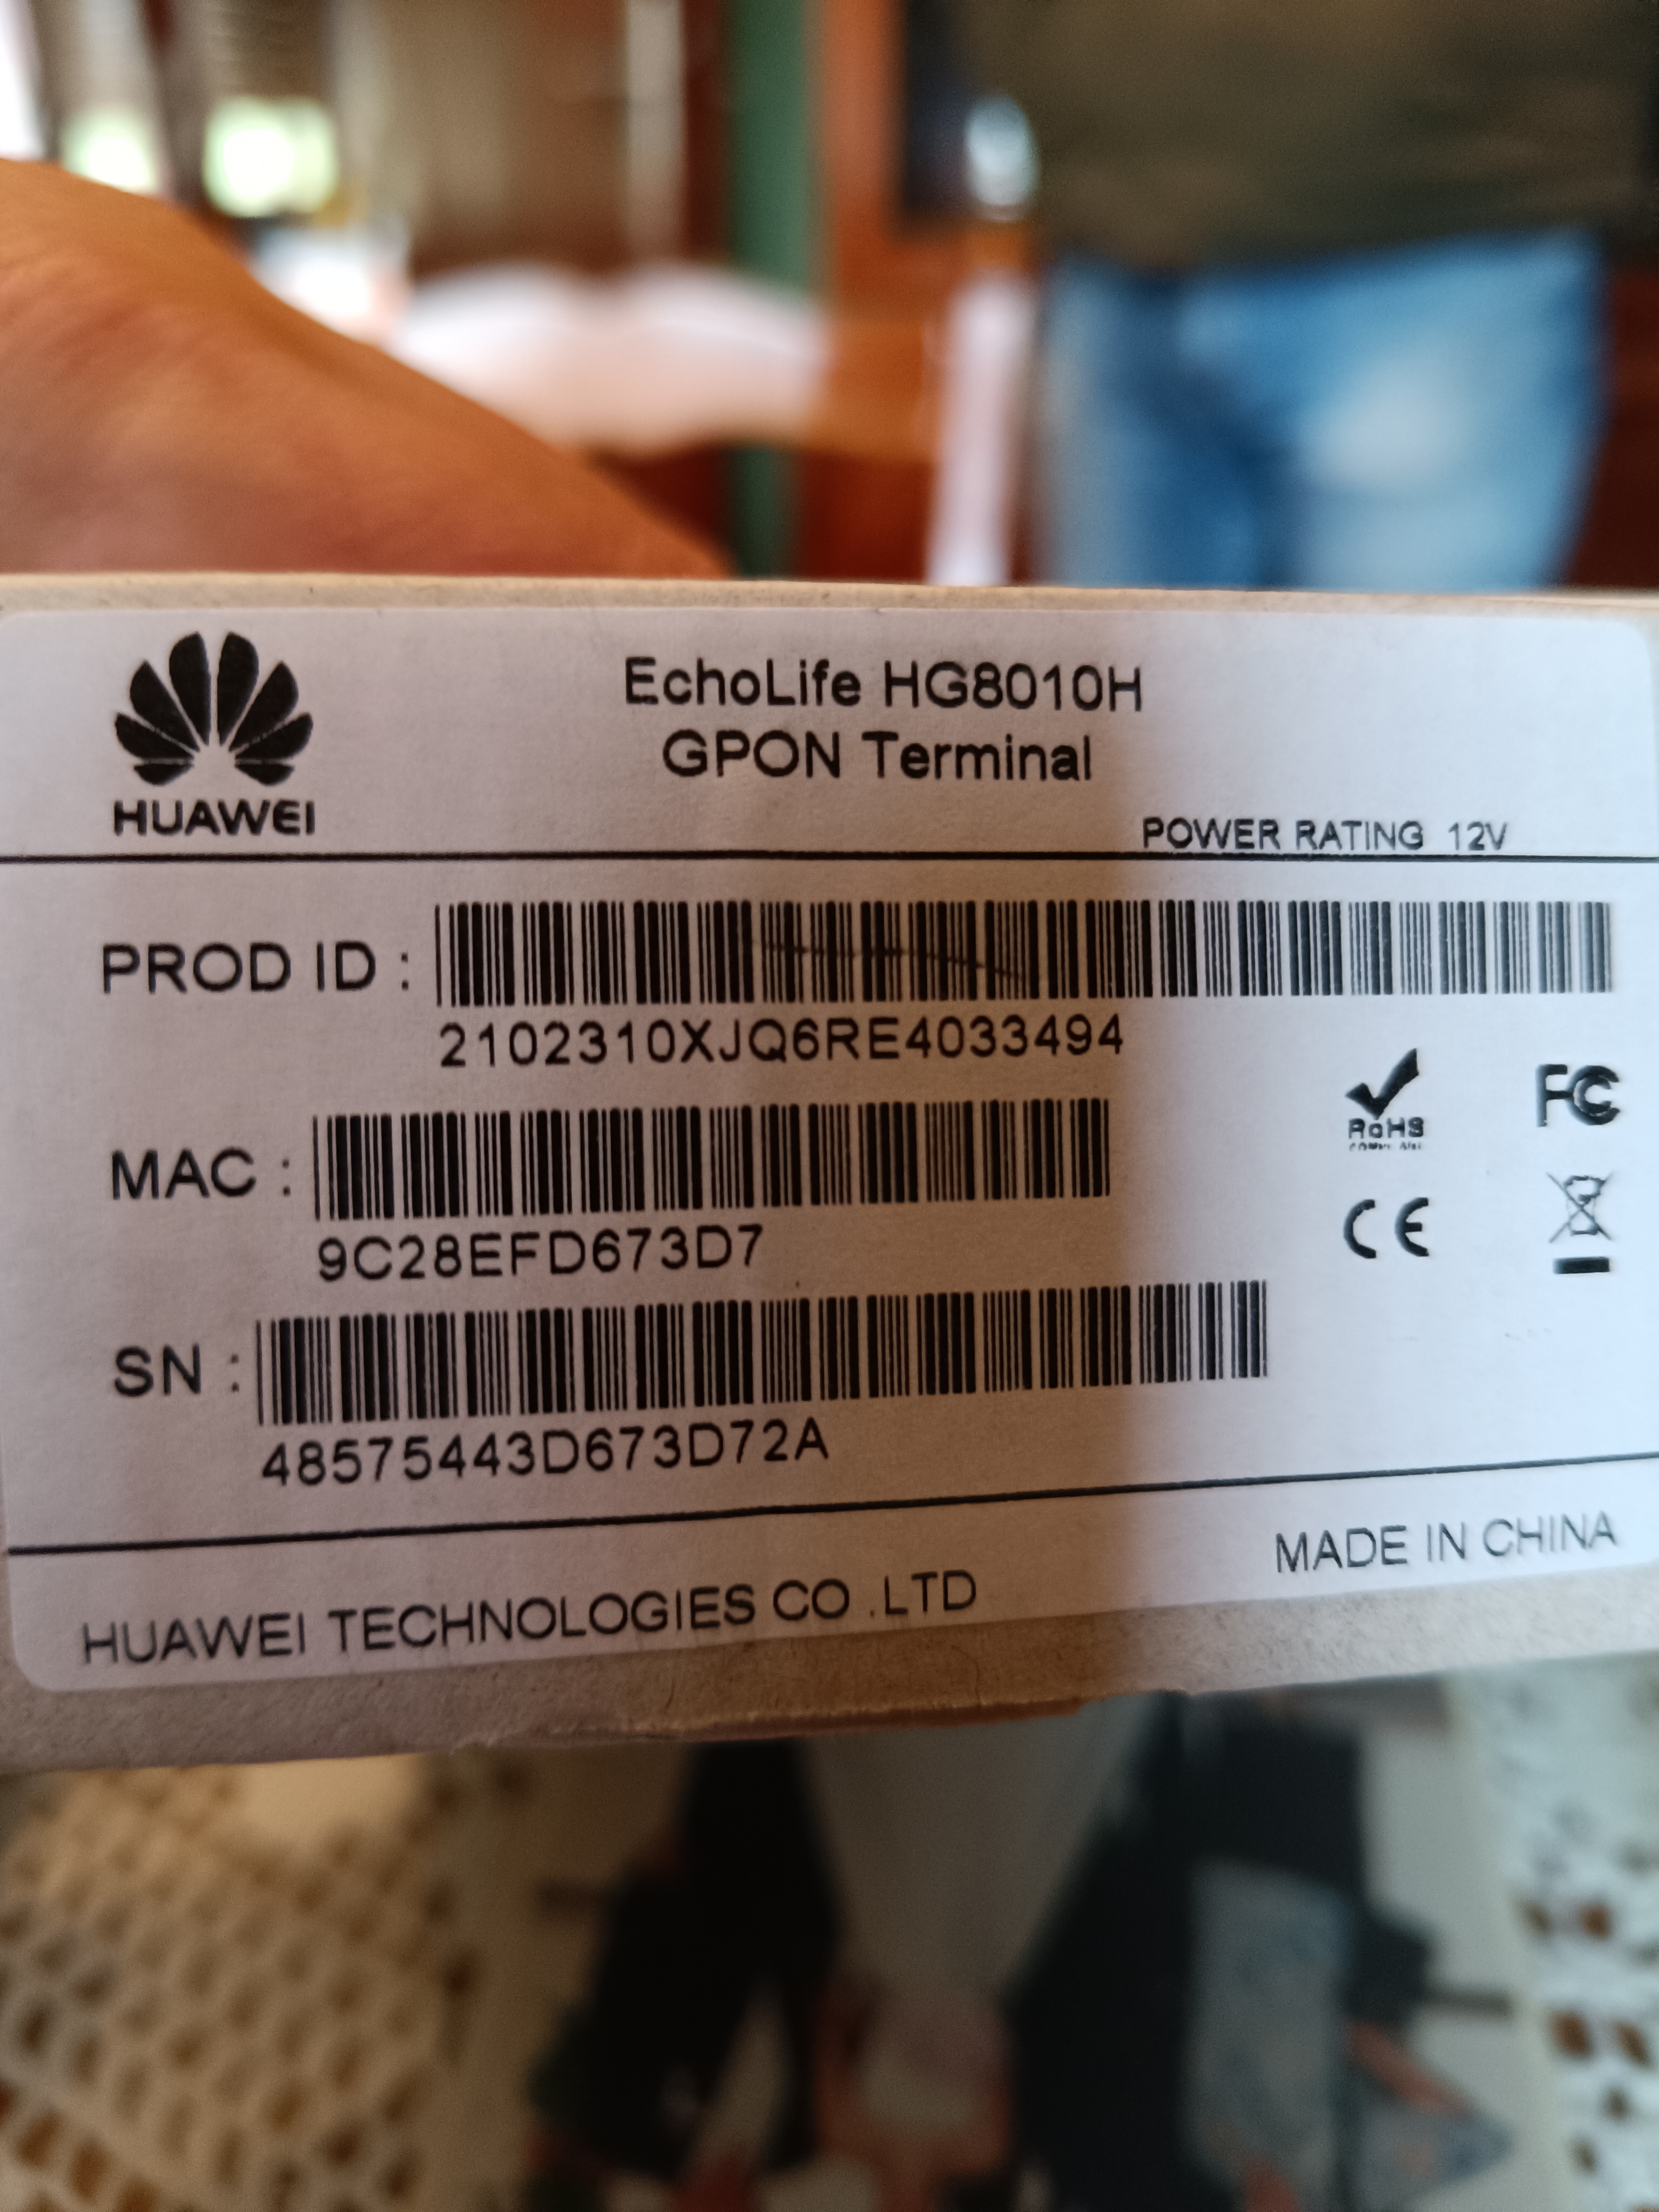 EchoLife HG8010H
GPON Terminal
HUAWEI
POWER RATING 12V
PROD ID :
2102310XJQ6RE4033494
MAC :
9C28EFD673D7
SN :
48575443D673D72A
RoHS
FC
CE
HUAWEI TECHNOLOGIES CO .LTD
MADE IN CHINA